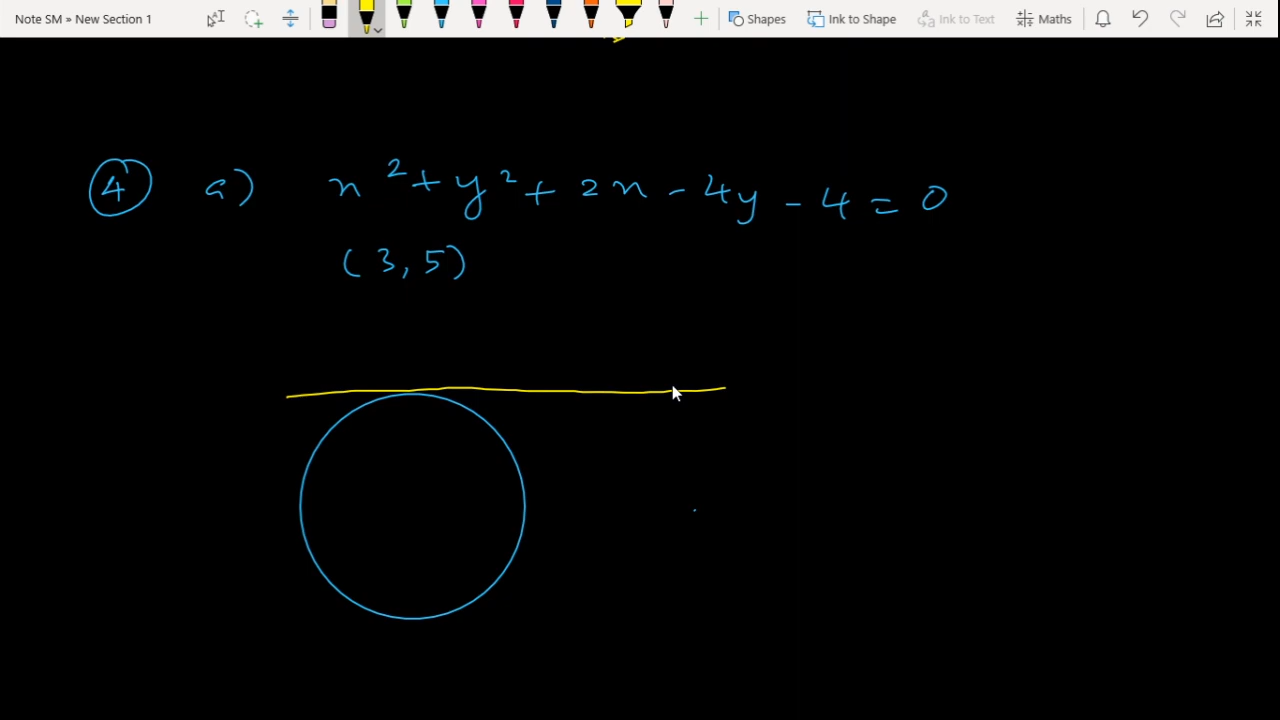 Note SM » New Section 1
Shapes
Ink to Shape
Ink to Text
Maths
④ a) x² + y² + 2x - 4y - 4 = 0
(3, 5)